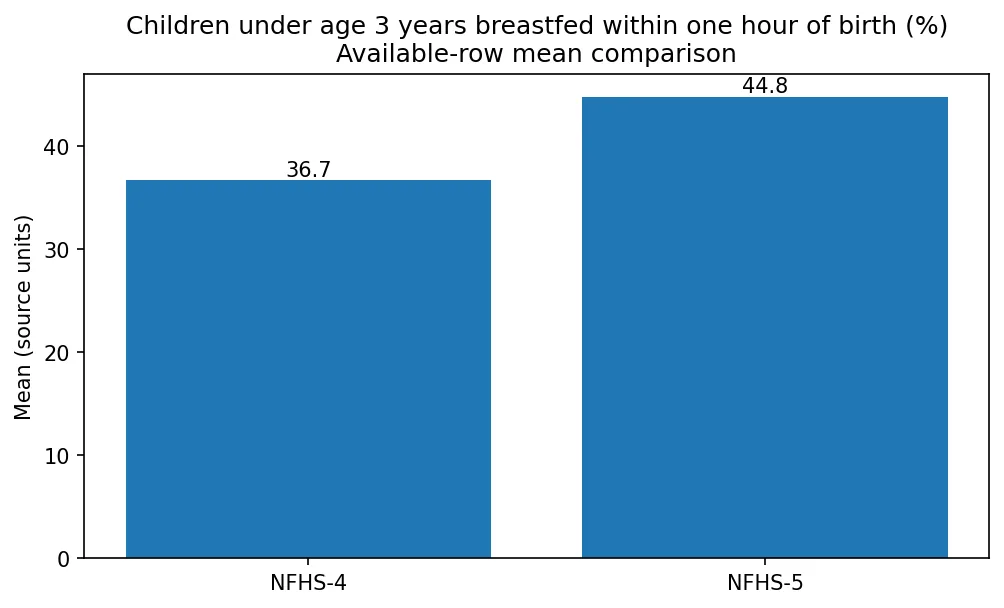 Children under age 3 years breastfed within one hour of birth (%)
Available-row mean comparison
44.8
36.7
Mean (source units)
40
30
20
10
0
NFHS-4
NFHS-5